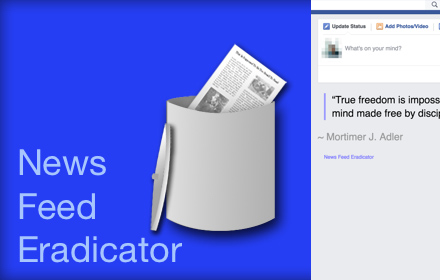 News
Feed
Eradicator
Update Status
Add Photos/Video
What's on your mind?
“True freedom is imposs
mind made free by discip
~ Mortimer J. Adler
News Feed Eradicator